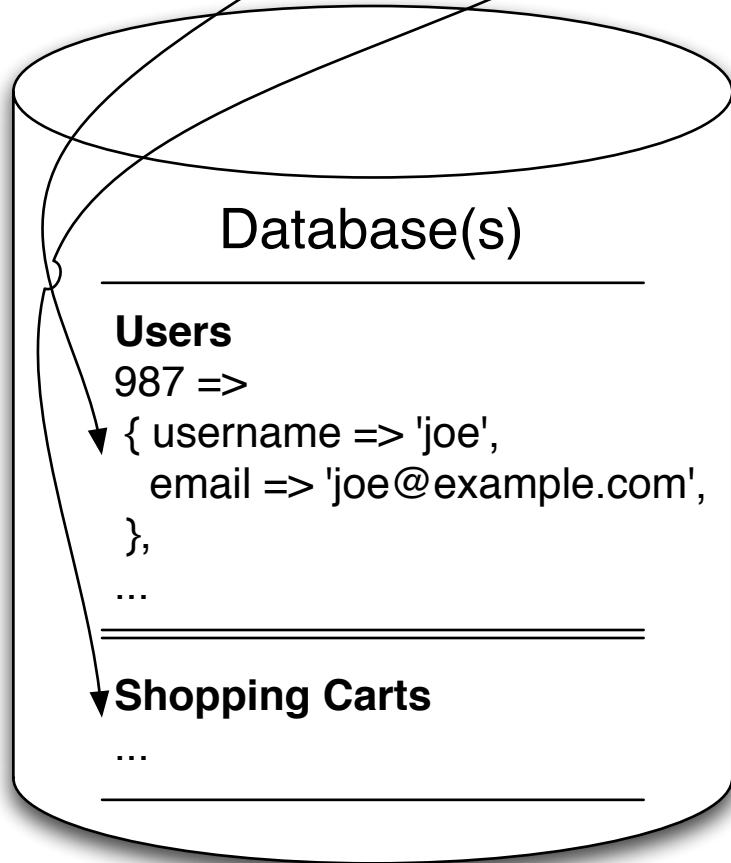 Database(s)
Users
987 =>
{ username => 'joe',
email => 'joe@example.com',
},
...
Shopping Carts
...